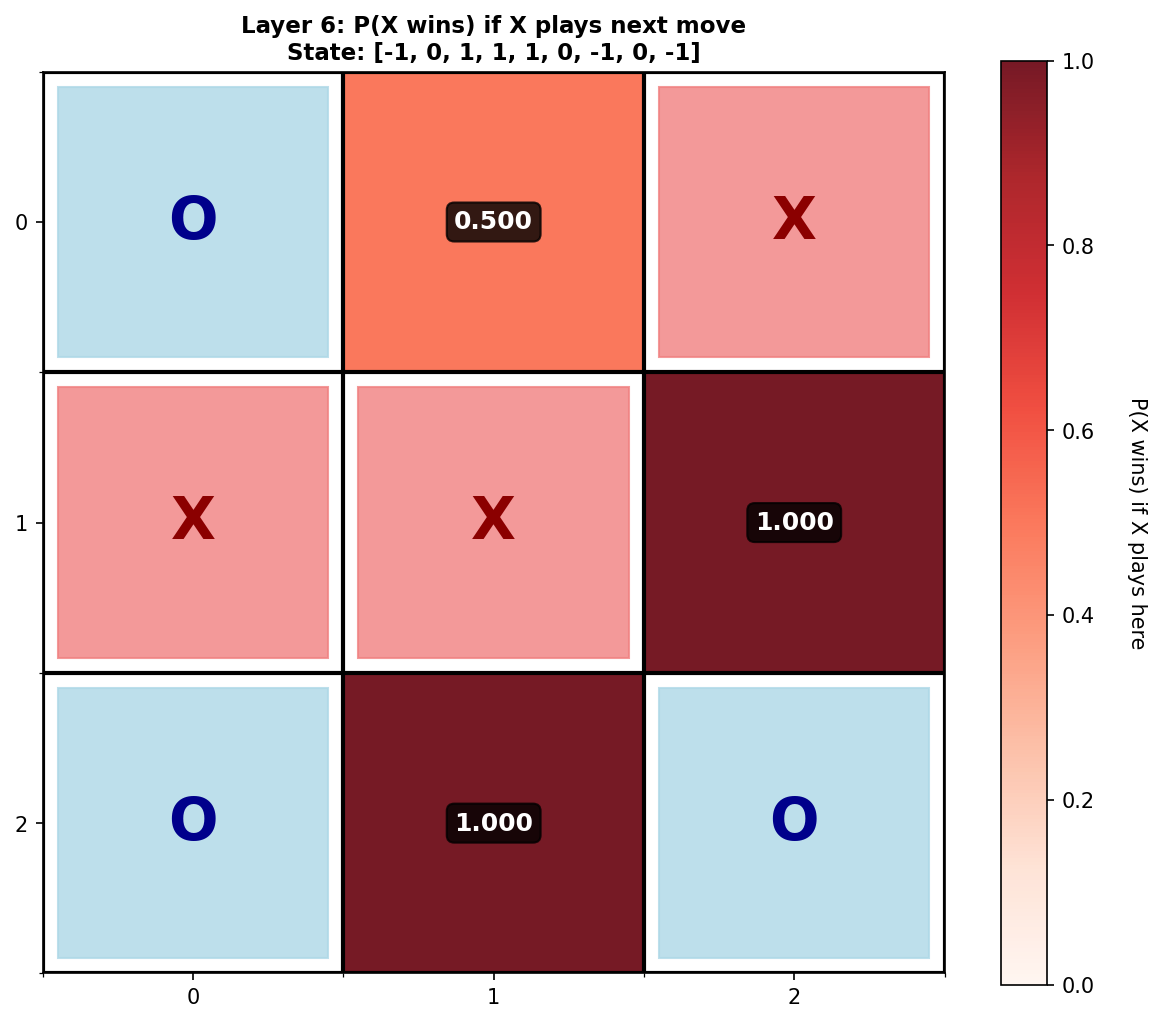 Layer 6: P(X wins) if X plays next move
State: [-1, 0, 1, 1, 1, 0, -1, 0, -1]
0
O
0.500
X
1
X
X
1.000
2
O
1.000
O
0
1
2
1.0
0.8
0.6
0.4
0.2
0.0
P(X wins) if X plays here